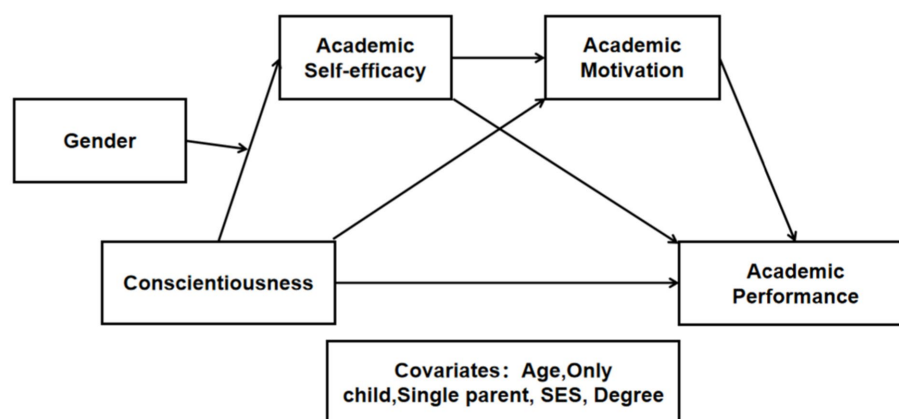 Academic
Self-efficacy
Academic
Motivation
Gender
Conscientiousness
Academic
Performance
Covariates: Age,Only
child,Single parent, SES, Degree